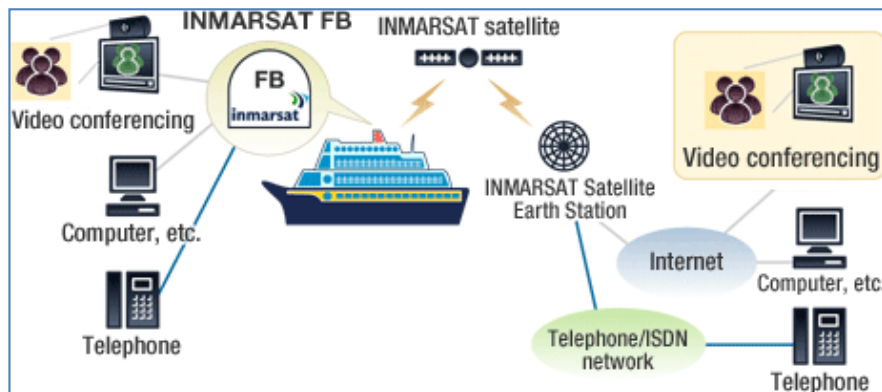 INMARSAT FB
INMARSAT satellite
FB
inmarsat
Video conferencing
Computer, etc.
Telephone
INMARSAT Satellite
Earth Station
Video conferencing
Internet
Computer, etc.
Telephone/ISDN
network
Telephone